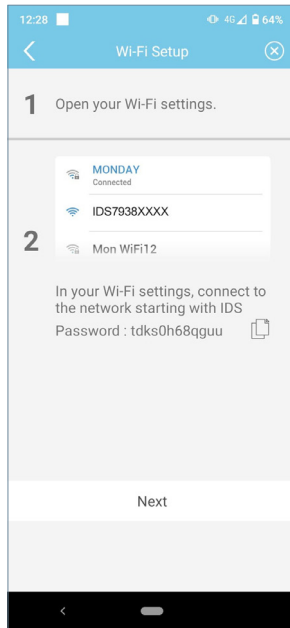 12:28 4G 64%
Wi-Fi Setup
1 Open your Wi-Fi settings.
MONDAY
Connected
IDS7938XXXX
2 Mon WiFi12
In your Wi-Fi settings, connect to
the network starting with IDS
Password : tdks0h68qguu
Next